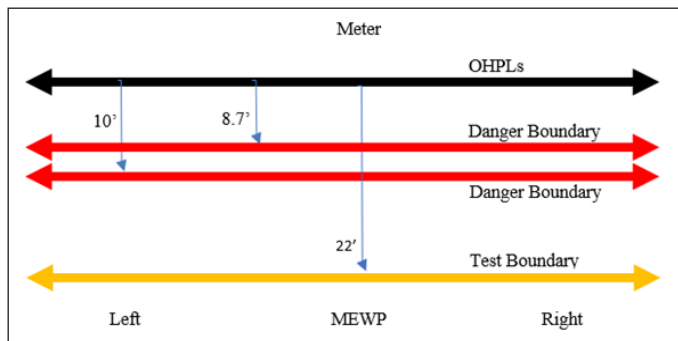 Meter
OHPLs
10’
8.7’
Danger Boundary
Danger Boundary
22’
Test Boundary
Left MEWP Right